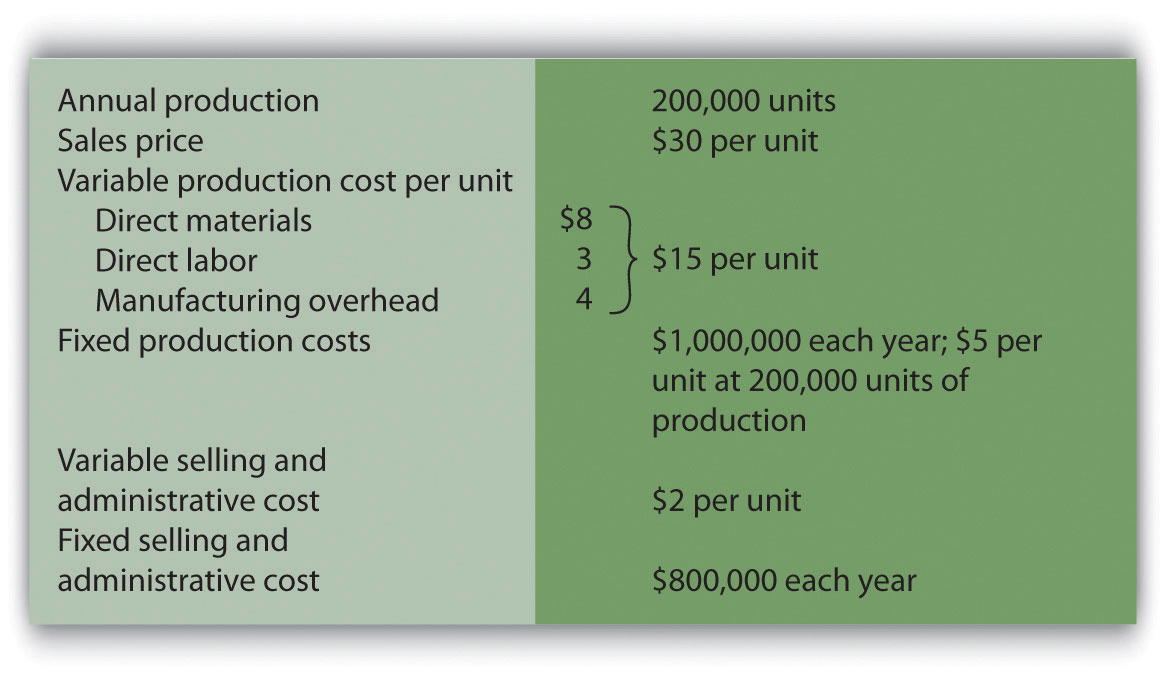 Annual production 200,000 units
Sales price $30 per unit
Variable production cost per unit
Direct materials $8
Direct labor 3 $15 per unit
Manufacturing overhead 4
Fixed production costs $1,000,000 each year; $5 per
unit at 200,000 units of
production
Variable selling and
administrative cost $2 per unit
Fixed selling and
administrative cost $800,000 each year